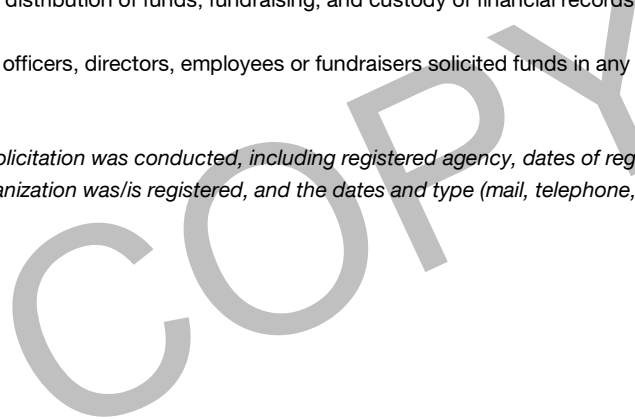 distribution of funds, fundraising, and custody of financial records
officers, directors, employees or fundraisers solicited funds in any
olicitation was conducted, including registered agency, dates of reg
anization was/is registered, and the dates and type (mail, telephone,
COPY